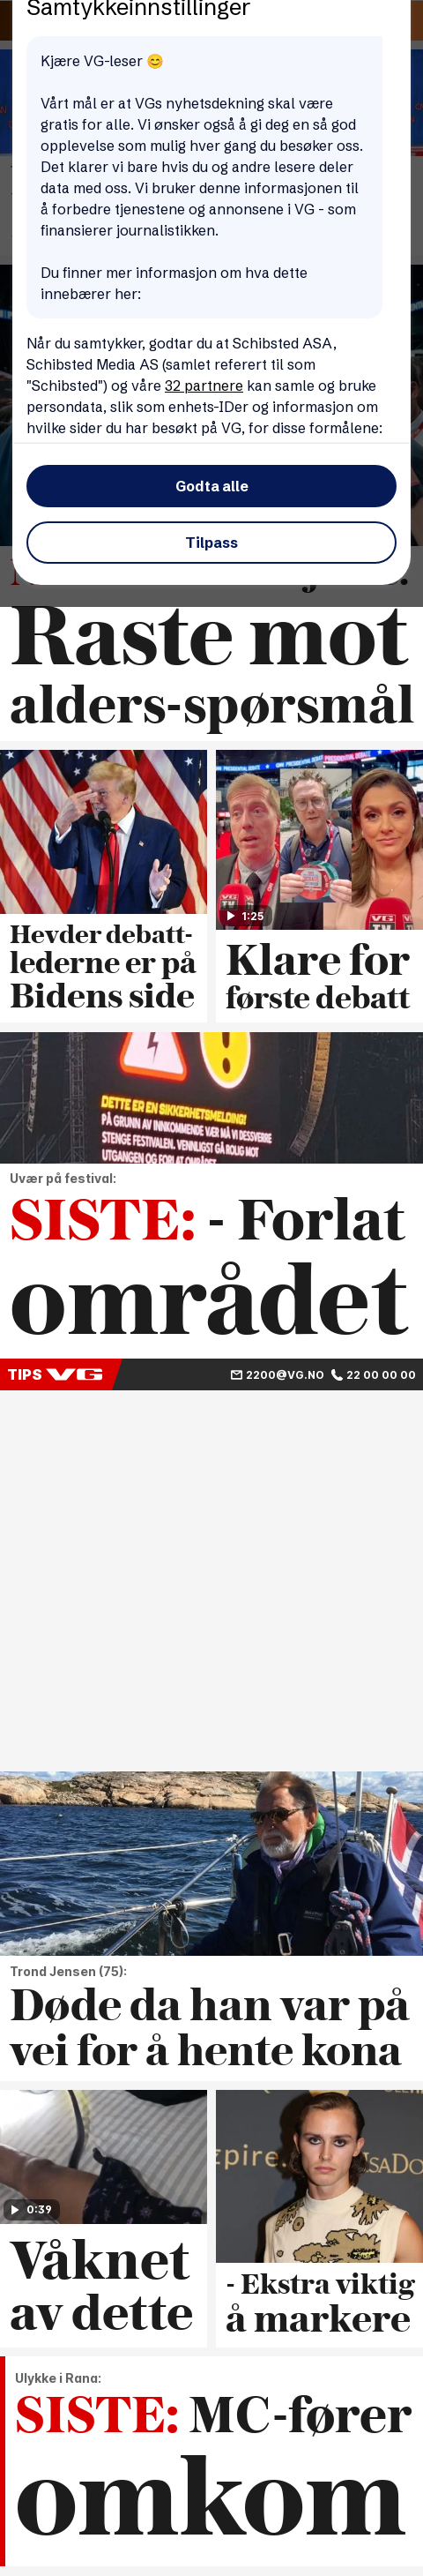 Samtykkeinnstillinger
Kjære VG-leser 😊
Vårt mål er at VGs nyhetsdekning skal være
gratis for alle. Vi ønsker også å gi deg en så god
opplevelse som mulig hver gang du besøker oss.
Det klarer vi bare hvis du og andre lesere deler
data med oss. Vi bruker denne informasjonen til
å forbedre tjenestene og annonsene i VG - som
finansierer journalistikken.
Du finner mer informasjon om hva dette
innebærer her:
Når du samtykker, godtar du at Schibsted ASA,
Schibsted Media AS (samlet referert til som
"Schibsted") og våre 32 partnere kan samle og bruke
persondata, slik som enhets-IDer og informasjon om
hvilke sider du har besøkt på VG, for disse formålene:
Godta alle
Tilpass
Raste mot
alders-spørsmål
1:25
Hevder debatt-
lederne er på
Bidens side
Klare for
første debatt
DETTE ER EN SIKKERHETSMELDING!
PÅ GRUNN AV INNKOMMENDE VÆR MÅ VI DESSVERRE
STENGE FESTIVALEN. VENNLIGST GÅ ROLIG MOT
UTGANGEN OG FORLAT OMRÅDET
Uvær på festival:
SISTE: - Forlat
området
TIPS VG
2200@VG.NO 22 00 00 00
Trond Jensen (75):
Døde da han var på
vei for å hente kona
0:39
Våknet
av dette
zpire.
IsaDo
- Ekstra viktig
å markere
Ulykke i Rana:
SISTE: MC-fører
omkom